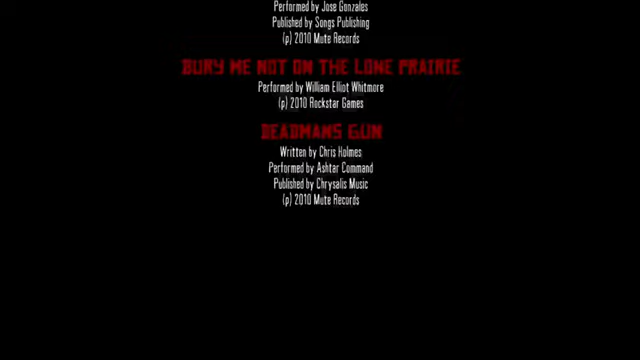 Performed by Jose Gonzales
Published by Songs Publishing
(p) 2010 Mute Records
BURY ME NOT ON THE LONE PRAIRIE
Performed by William Elliot Whitmore
(p) 2010 Rockstar Games
DEADMANS GUN
Written by Chris Holmes
Performed by Ashtar Command
Published by Chrysalis Music
(p) 2010 Mute Records